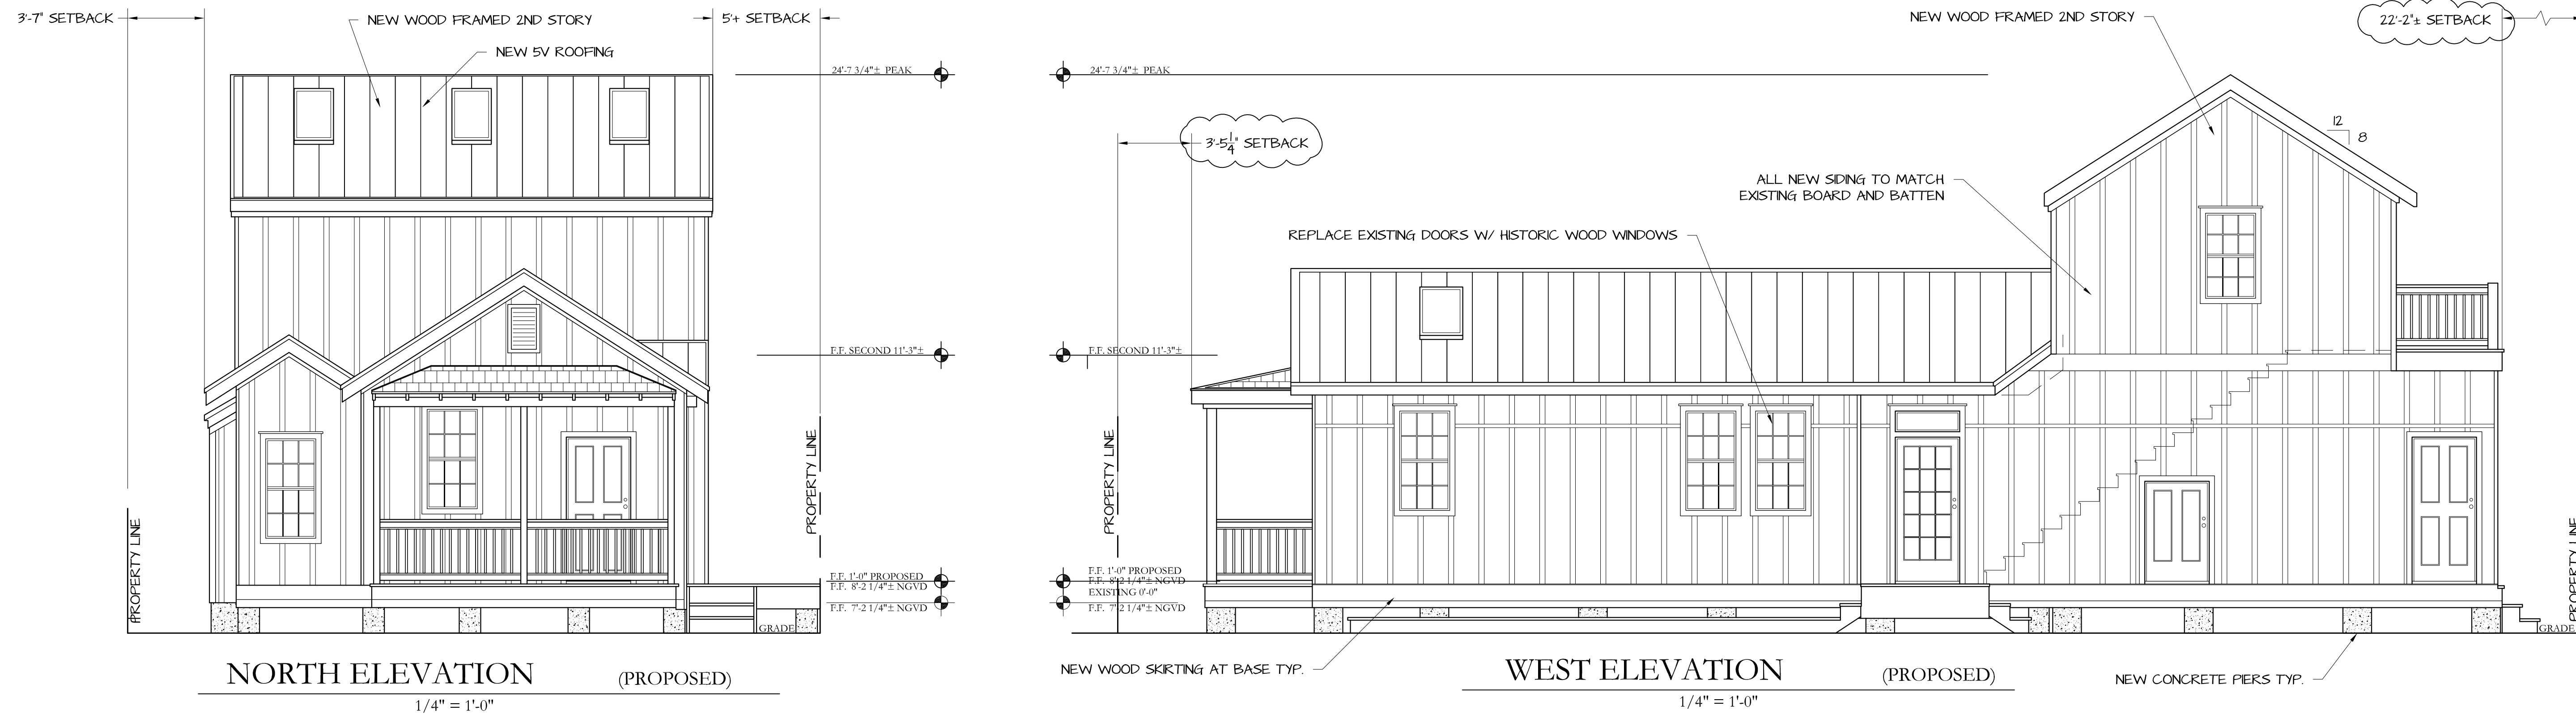 3'-7" SETBACK
NEW WOOD FRAMED 2ND STORY
5'± SETBACK
NEW 5V ROOFING
24'-7 3/4"± PEAK
F.F. SECOND 11'-3"±
PROPERTY LINE
PROPERTY LINE
F.F. 1'-0" PROPOSED
F.F. 8'-2 1/4"± NGVD
F.F. 7'-2 1/4"± NGVD
GRADE
NORTH ELEVATION (PROPOSED)
1/4" = 1'-0"
NEW WOOD FRAMED 2ND STORY
22'-2"± SETBACK
24'-7 3/4"± PEAK
3'-5 1/4" SETBACK
12
8
ALL NEW SIDING TO MATCH
EXISTING BOARD AND BATTEN
REPLACE EXISTING DOORS W/ HISTORIC WOOD WINDOWS
F.F. SECOND 11'-3"±
PROPERTY LINE
PROPERTY LINE
F.F. 1'-0" PROPOSED
F.F. 8'-2 1/4"± NGVD
EXISTING 0'-0"
F.F. 7'-2 1/4"± NGVD
GRADE
NEW WOOD SKIRTING AT BASE TYP.
WEST ELEVATION (PROPOSED)
1/4" = 1'-0"
NEW CONCRETE PIERS TYP.